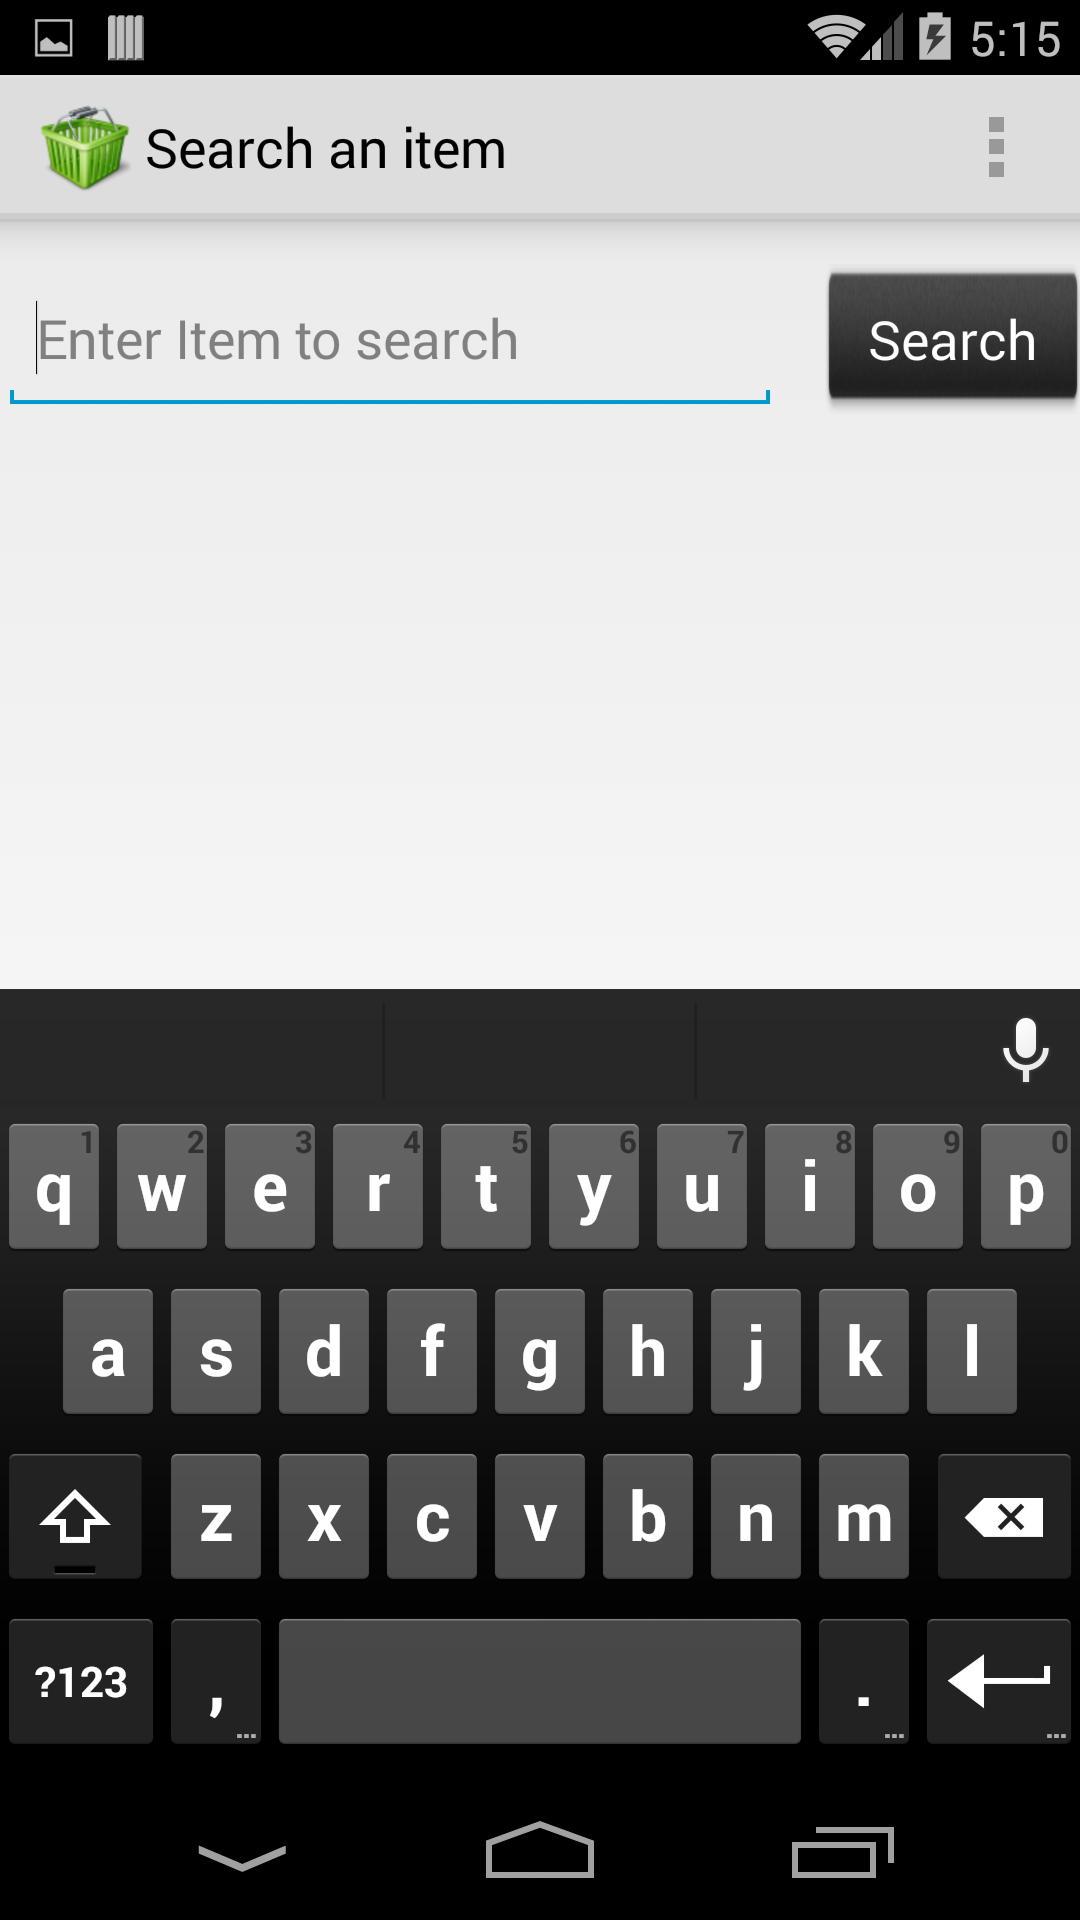 5:15
Search an item
Enter Item to search
Search
1 2 3 4 5 6 7 8 9 0
q w e r t y u i o p
a s d f g h j k l
z x c v b n m
?123 , .